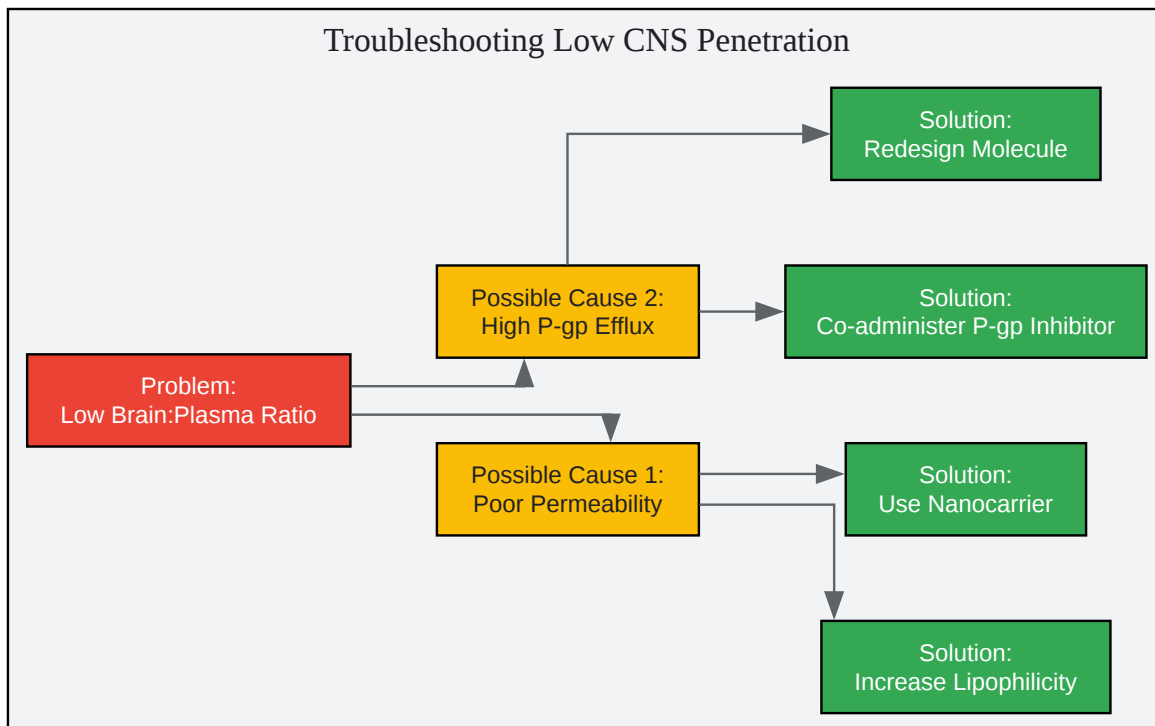 Troubleshooting Low CNS Penetration
Solution:
Redesign Molecule
Possible Cause 2:
High P-gp Efflux
Solution:
Co-administer P-gp Inhibitor
Problem:
Low Brain:Plasma Ratio
Possible Cause 1:
Poor Permeability
Solution:
Use Nanocarrier
Solution:
Increase Lipophilicity